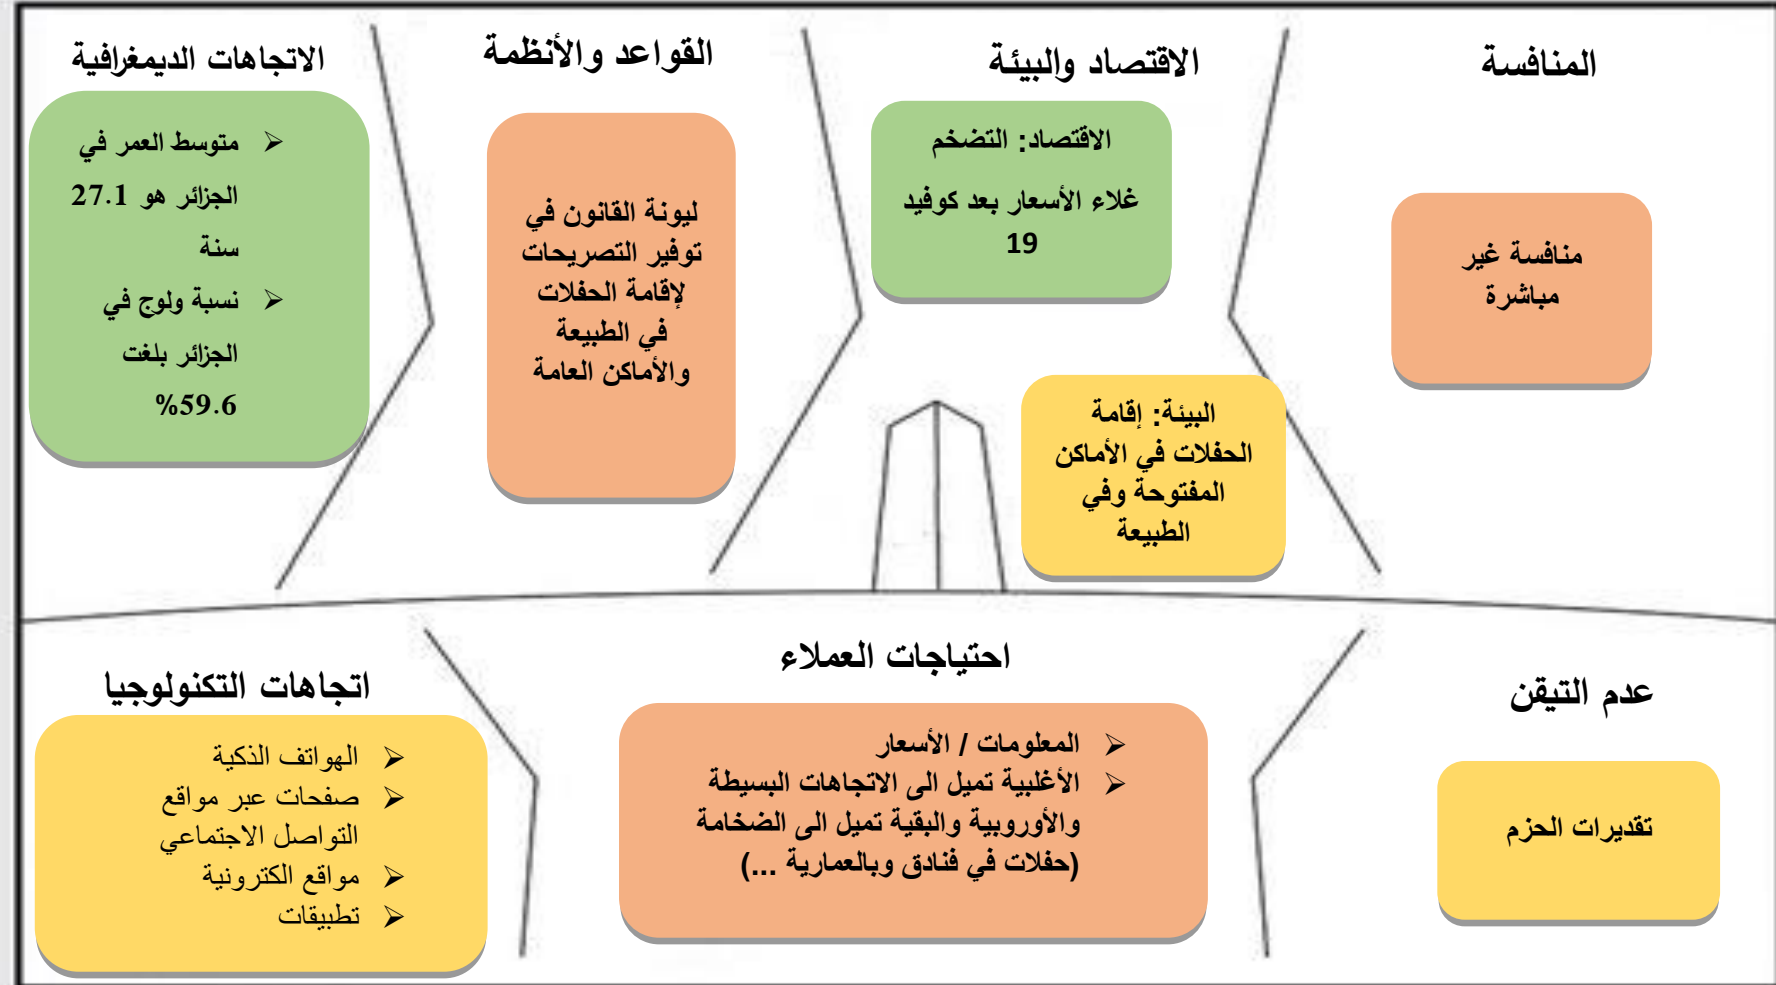 المنافسة
منافسة غير
مباشرة
الاقتصاد والبيئة
الاقتصاد: التضخم
غلاء الأسعار بعد كوفيد
19
البيئة: إقامة
الحفلات في الأماكن
المفتوحة وفي
الطبيعة
القواعد والأنظمة
ليونة القانون في
توفير التصريحات
لإقامة الحفلات
في الطبيعة
والأماكن العامة
الاتجاهات الديمغرافية
➢ متوسط العمر في
الجزائر هو 27.1
سنة
➢ نسبة ولوج في
الجزائر بلغت
59.6%
عدم التيقن
تقديرات الحزم
احتياجات العملاء
➢ المعلومات / الأسعار
➢ الأغلبية تميل الى الاتجاهات البسيطة
والأوروبية والبقية تميل الى الضخامة
(حفلات في فنادق وبالعمارية ...)
اتجاهات التكنولوجيا
➢ الهواتف الذكية
➢ صفحات عبر مواقع
التواصل الاجتماعي
➢ مواقع الكترونية
➢ تطبيقات